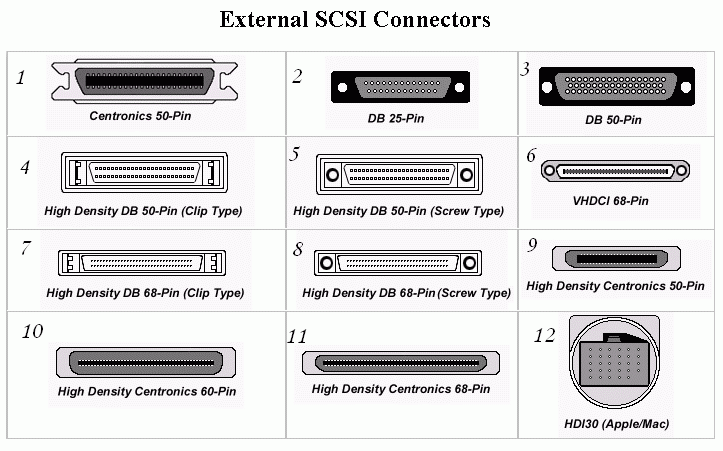 External SCSI Connectors
1
Centronics 50-Pin
2
DB 25-Pin
3
DB 50-Pin
4
High Density DB 50-Pin (Clip Type)
5
High Density DB 50-Pin (Screw Type)
6
VHDCI 68-Pin
7
High Density DB 68-Pin (Clip Type)
8
High Density DB 68-Pin (Screw Type)
9
High Density Centronics 50-Pin
10
High Density Centronics 60-Pin
11
High Density Centronics 68-Pin
12
HDI30 (Apple/Mac)